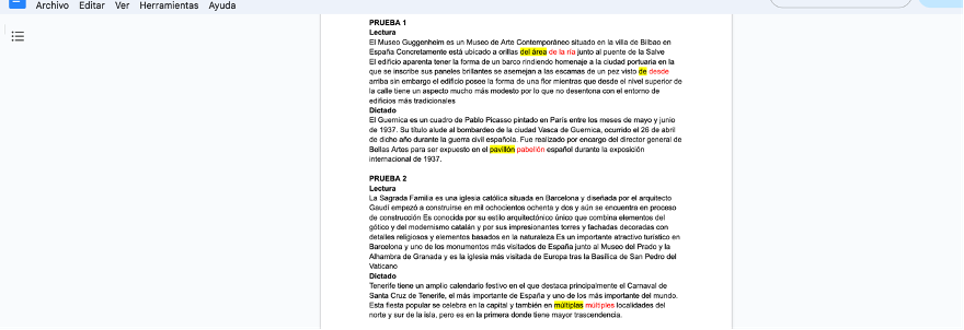 Archivo Editar Ver Herramientas Ayuda
PRUEBA 1
Lectura
El Museo Guggenheim es un Museo de Arte Contemporáneo situado en la villa de Bilbao en
España Concretamente está ubicado a orillas del área de la ría junto al puente de la Salve
El edificio aparenta tener la forma de un barco rindiendo homenaje a la ciudad portuaria en la
que se inscribe sus paneles brillantes se asemejan a las escamas de un pez visto de desde
arriba sin embargo el edificio posee la forma de una flor mientras que desde el nivel superior de
la calle tiene un aspecto mucho más modesto por lo que no desentona con el entorno de
edificios más tradicionales
Dictado
El Guernica es un cuadro de Pablo Picasso pintado en París entre los meses de mayo y junio
de 1937. Su título alude al bombardeo de la ciudad Vasca de Guernica, ocurrido el 26 de abril
de dicho año durante la guerra civil española. Fue realizado por encargo del director general de
Bellas Artes para ser expuesto en el pavillón pabellón español durante la exposición
internacional de 1937.
PRUEBA 2
Lectura
La Sagrada Familia es una iglesia católica situada en Barcelona y diseñada por el arquitecto
Gaudí empezó a construirse en mil ochocientos ochenta y dos y aún se encuentra en proceso
de construcción Es conocida por su estilo arquitectónico único que combina elementos del
gótico y del modernismo catalán y por sus impresionantes torres y fachadas decoradas con
detalles religiosos y elementos basados en la naturaleza Es un importante atractivo turístico en
Barcelona y uno de los monumentos más visitados de España junto al Museo del Prado y la
Alhambra de Granada y es la iglesia más visitada de Europa tras la Basílica de San Pedro del
Vaticano
Dictado
Tenerife tiene un amplio calendario festivo en el que destaca principalmente el Carnaval de
Santa Cruz de Tenerife, el más importante de España y uno de los más importante del mundo.
Esta fiesta popular se celebra en la capital y también en múltiplas múltiples localidades del
norte y sur de la isla, pero es en la primera donde tiene mayor trascendencia.